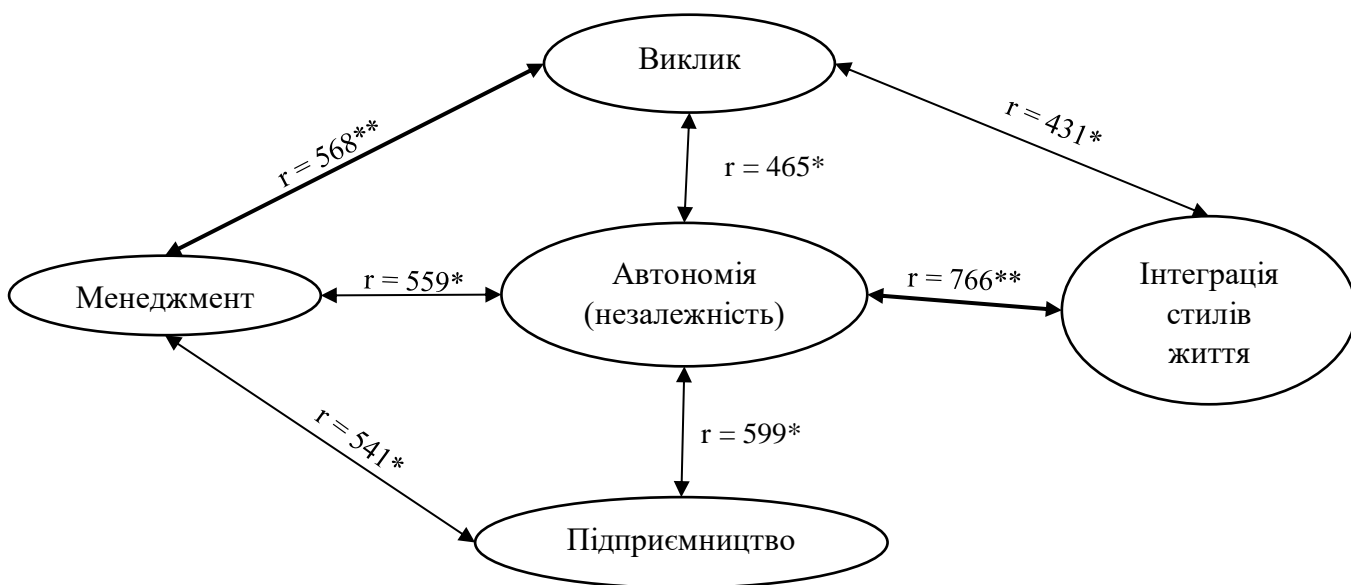 Виклик
r = 568**
r = 431*
r = 465*
Менеджмент
r = 559*
Автономія
(незалежність)
r = 766**
Інтеграція
стилів
життя
r = 541*
r = 599*
Підприємництво